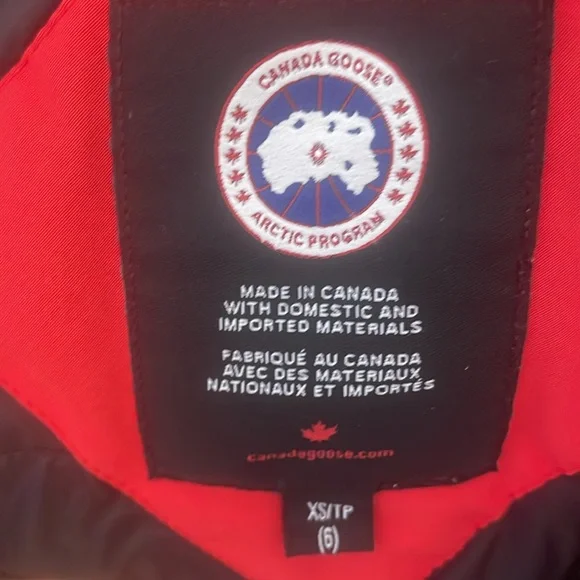 CANADA GOOSE®
ARCTIC PROGRAM
MADE IN CANADA
WITH DOMESTIC AND
IMPORTED MATERIALS
FABRIQUÉ AU CANADA
AVEC DES MATERIAUX
NATIONAUX ET IMPORTÉS
canadagoose.com
XS/TP
(6)